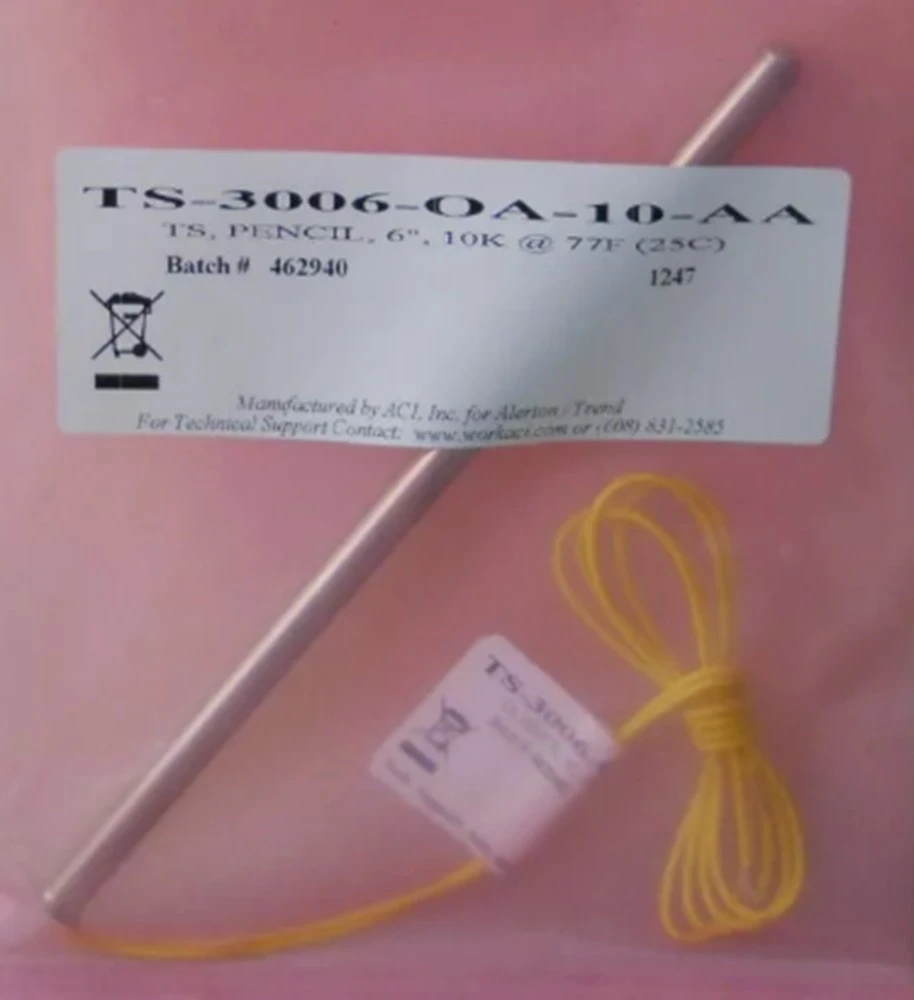 TS-3006-OA-10-AA
TS, PENCIL, 6", 10K @ 77F (25C)
Batch # 462940 1247
Manufactured by ACI, Inc. for Alerton / Trend
For Technical Support Contact: www.workaci.com or (608) 831-2585
TS-3006